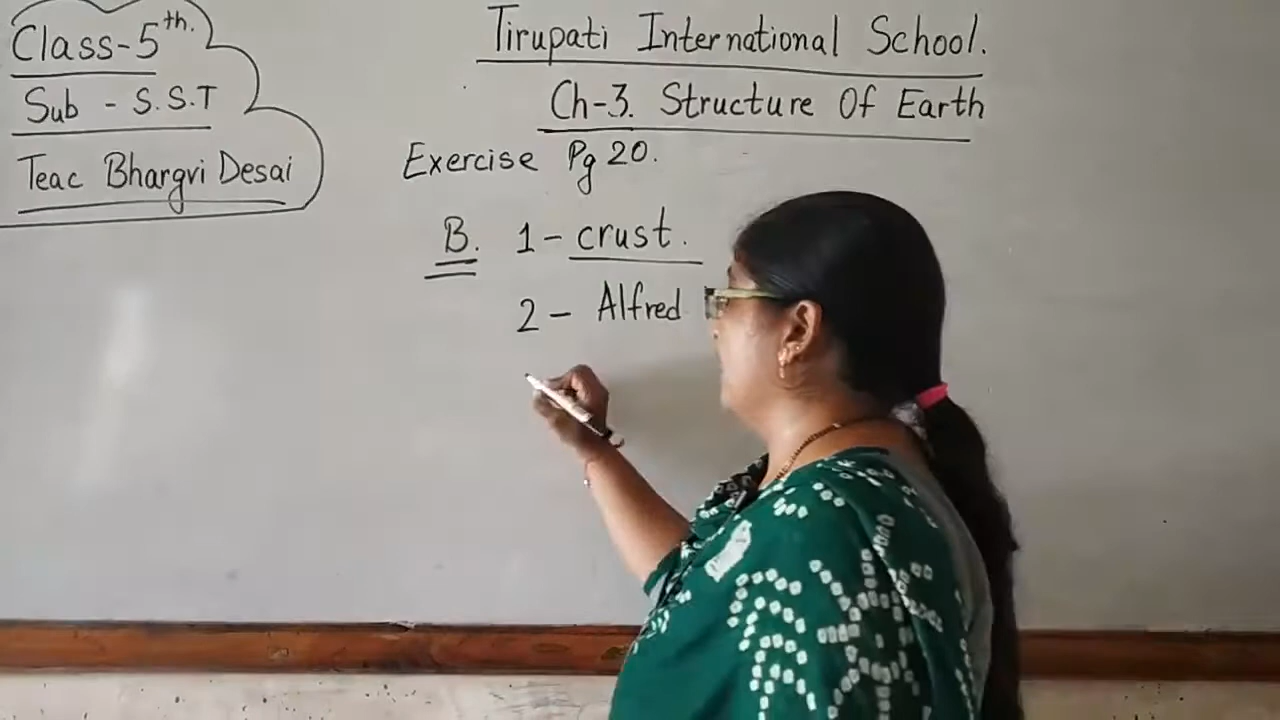 Class-5th.
Sub - S.S.T
Teac Bhargvi Desai
Tirupati International School.
Ch-3. Structure Of Earth
Exercise Pg 20.
B. 1- crust.
2- Alfred